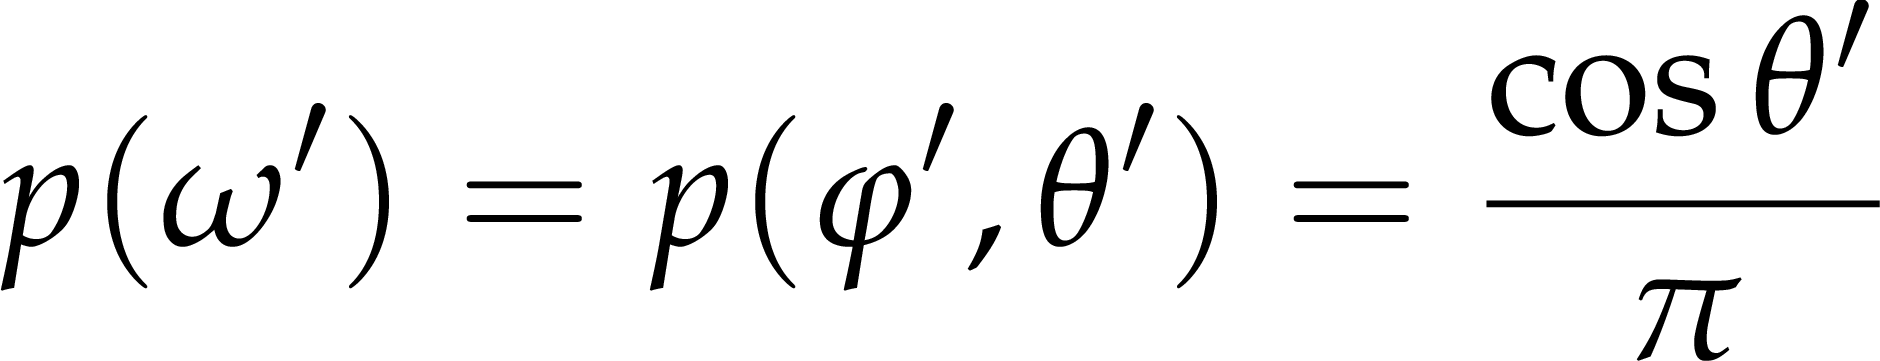 p(ω′) = p(φ′, θ′) = cos θ′ / π